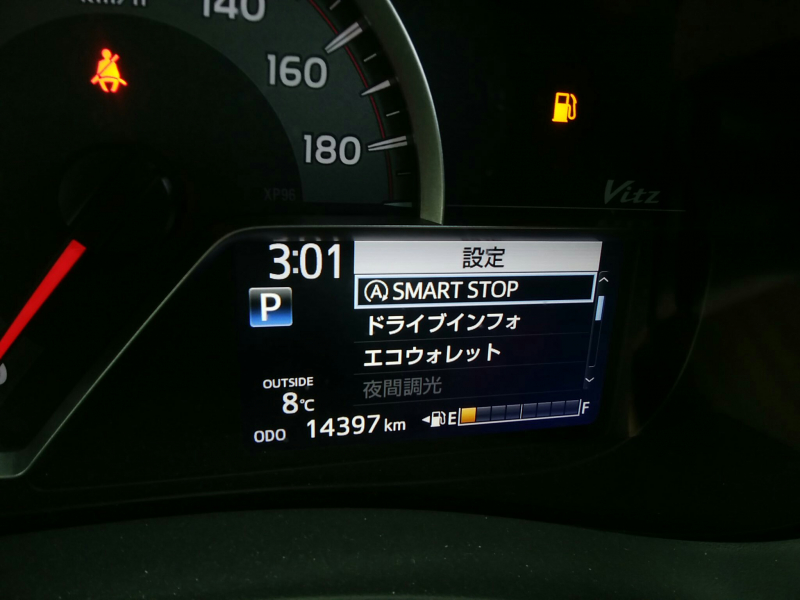 km/h
140
160
180
XP96
Vitz
3:01
設定
SMART STOP
P
ドライブインフォ
エコウォレット
夜間調光
OUTSIDE
8℃
ODO 14397 km
E F